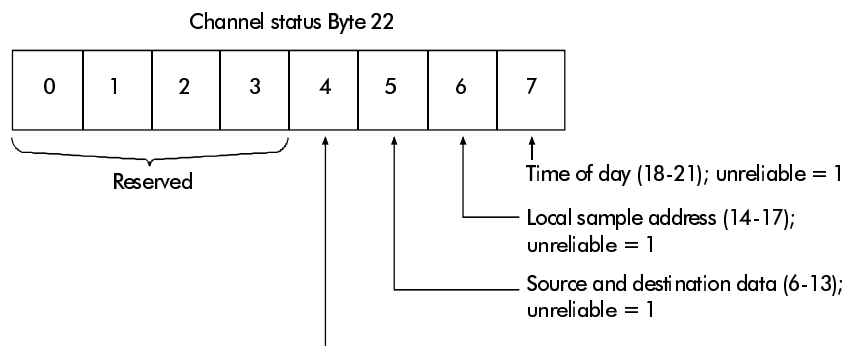 Channel status Byte 22
0 1 2 3 4 5 6 7
Reserved
Time of day (18-21); unreliable = 1
Local sample address (14-17);
unreliable = 1
Source and destination data (6-13);
unreliable = 1